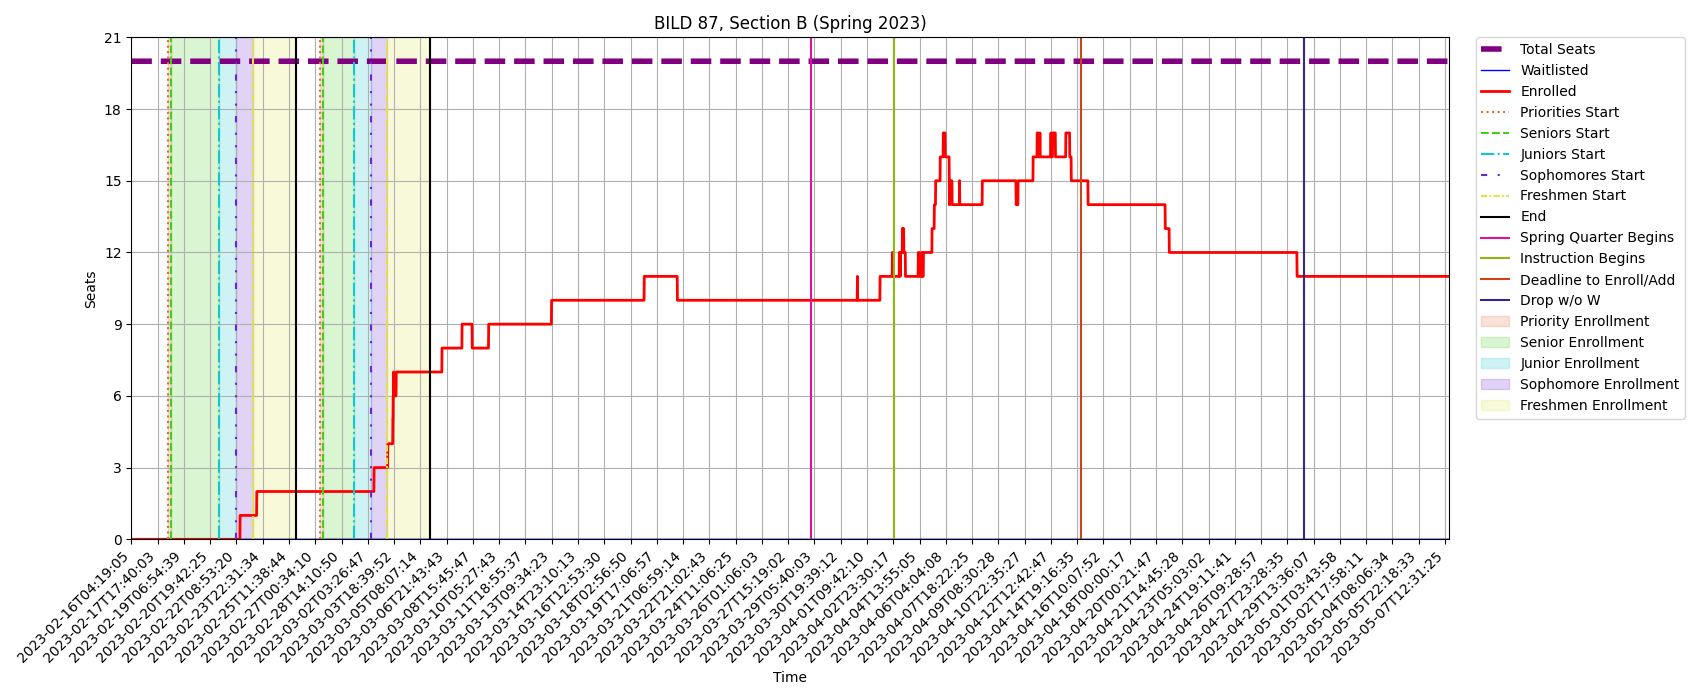 BILD 87, Section B (Spring 2023)
21
18
15
12
9
6
3
0
Seats
2023-02-16T04:19:05
2023-02-17T17:40:03
2023-02-19T06:54:39
2023-02-20T19:42:25
2023-02-22T08:53:20
2023-02-23T22:31:34
2023-02-25T11:38:44
2023-02-27T00:34:10
2023-02-28T14:10:50
2023-03-02T03:26:47
2023-03-03T18:39:52
2023-03-05T08:07:14
2023-03-06T21:43:43
2023-03-08T15:45:47
2023-03-10T05:27:43
2023-03-11T18:55:37
2023-03-13T09:34:23
2023-03-14T23:10:13
2023-03-16T12:53:30
2023-03-18T02:56:50
2023-03-19T17:06:57
2023-03-21T06:59:14
2023-03-22T21:02:43
2023-03-24T11:06:25
2023-03-26T01:06:03
2023-03-27T15:19:02
2023-03-29T05:40:03
2023-03-30T19:39:12
2023-04-01T09:42:10
2023-04-02T23:30:17
2023-04-04T13:55:05
2023-04-06T04:04:08
2023-04-07T18:22:25
2023-04-09T08:30:28
2023-04-10T22:35:27
2023-04-12T12:42:47
2023-04-14T19:16:35
2023-04-16T10:07:52
2023-04-18T00:00:17
2023-04-20T00:21:47
2023-04-21T14:45:28
2023-04-23T05:03:02
2023-04-24T19:11:41
2023-04-26T09:28:57
2023-04-27T23:28:35
2023-04-29T13:36:07
2023-05-01T03:43:58
2023-05-02T17:58:11
2023-05-04T08:06:34
2023-05-05T22:18:33
2023-05-07T12:31:25
Time
Total Seats
Waitlisted
Enrolled
Priorities Start
Seniors Start
Juniors Start
Sophomores Start
Freshmen Start
End
Spring Quarter Begins
Instruction Begins
Deadline to Enroll/Add
Drop w/o W
Priority Enrollment
Senior Enrollment
Junior Enrollment
Sophomore Enrollment
Freshmen Enrollment